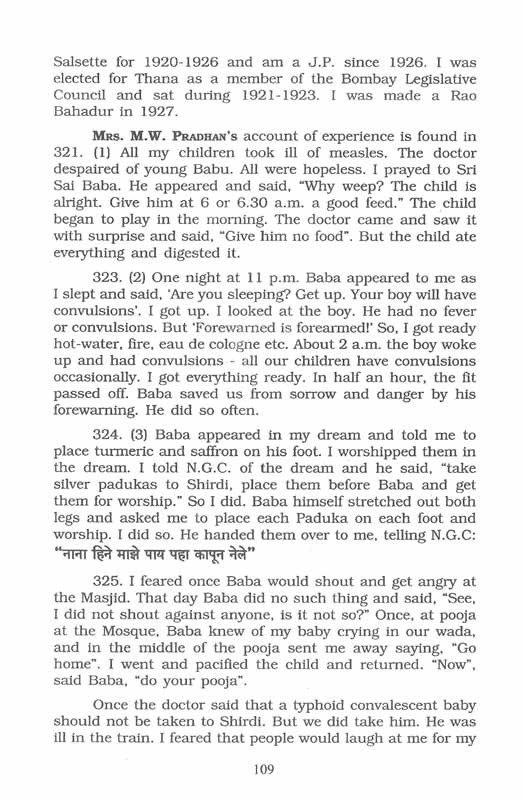 Salsette for 1920-1926 and am a J.P. since 1926. I was
elected for Thana as a member of the Bombay Legislative
Council and sat during 1921-1923. I was made a Rao
Bahadur in 1927.
MRS. M.W. PRADHAN's account of experience is found in
321. (1) All my children took ill of measles. The doctor
despaired of young Babu. All were hopeless. I prayed to Sri
Sai Baba. He appeared and said, “Why weep? The child is
alright. Give him at 6 or 6.30 a.m. a good feed.” The child
began to play in the morning. The doctor came and saw it
with surprise and said, “Give him no food”. But the child ate
everything and digested it.
323. (2) One night at 11 p.m. Baba appeared to me as
I slept and said, ‘Are you sleeping? Get up. Your boy will have
convulsions’. I got up. I looked at the boy. He had no fever
or convulsions. But ‘Forewarned is forearmed!’ So, I got ready
hot-water, fire, eau de cologne etc. About 2 a.m. the boy woke
up and had convulsions - all our children have convulsions
occasionally. I got everything ready. In half an hour, the fit
passed off. Baba saved us from sorrow and danger by his
forewarning. He did so often.
324. (3) Baba appeared in my dream and told me to
place turmeric and saffron on his foot. I worshipped them in
the dream. I told N.G.C. of the dream and he said, “take
silver padukas to Shirdi, place them before Baba and get
them for worship.” So I did. Baba himself stretched out both
legs and asked me to place each Paduka on each foot and
worship. I did so. He handed them over to me, telling N.G.C:
“नाना हिने माझे पाय पहा कापून नेले”
325. I feared once Baba would shout and get angry at
the Masjid. That day Baba did no such thing and said, “See,
I did not shout against anyone, is it not so?” Once, at pooja
at the Mosque, Baba knew of my baby crying in our wada,
and in the middle of the pooja sent me away saying, “Go
home”. I went and pacified the child and returned. “Now”,
said Baba, “do your pooja”.
Once the doctor said that a typhoid convalescent baby
should not be taken to Shirdi. But we did take him. He was
ill in the train. I feared that people would laugh at me for my
109